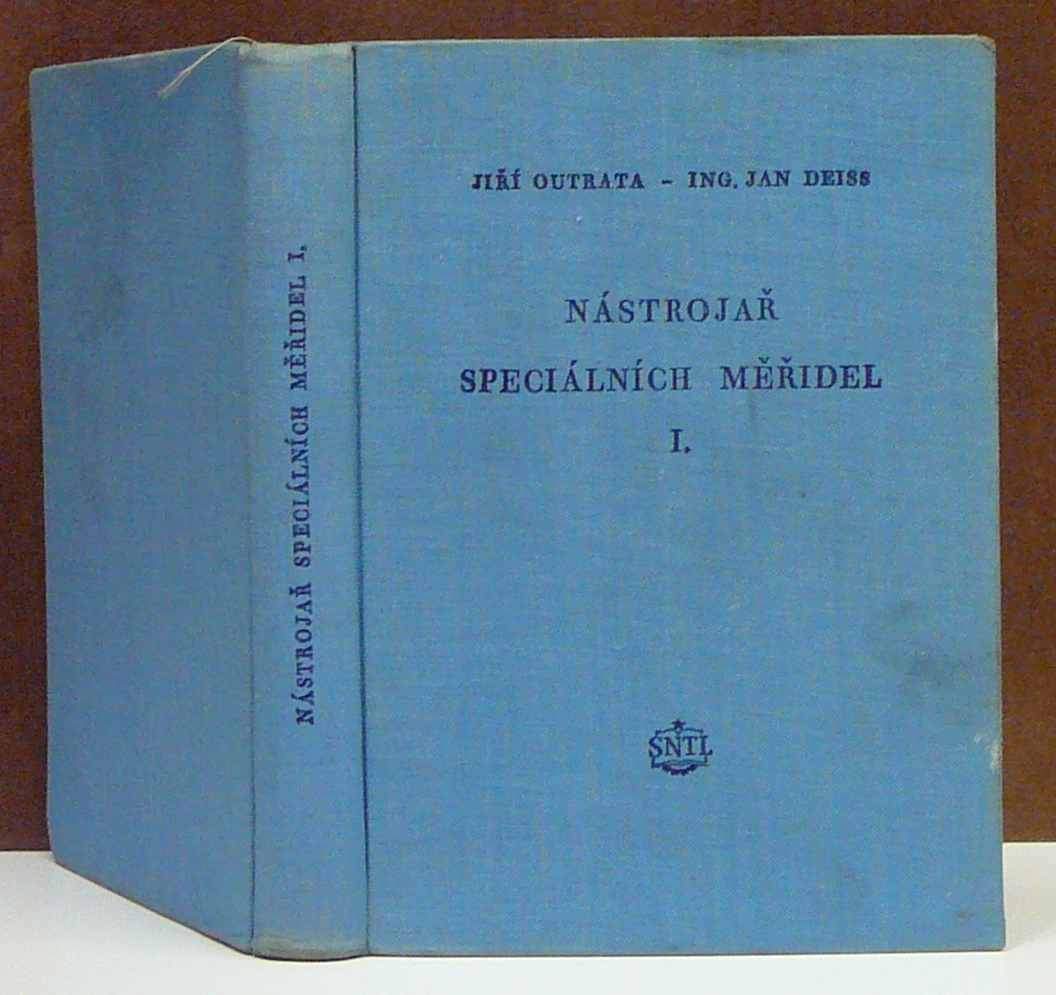 NÁSTROJAŘ SPECIÁLNÍCH MĚŘIDEL I.
JIŘÍ OUTRATA - ING. JAN DEISS
NÁSTROJAŘ
SPECIÁLNÍCH MĚŘIDEL
I.
SNTL